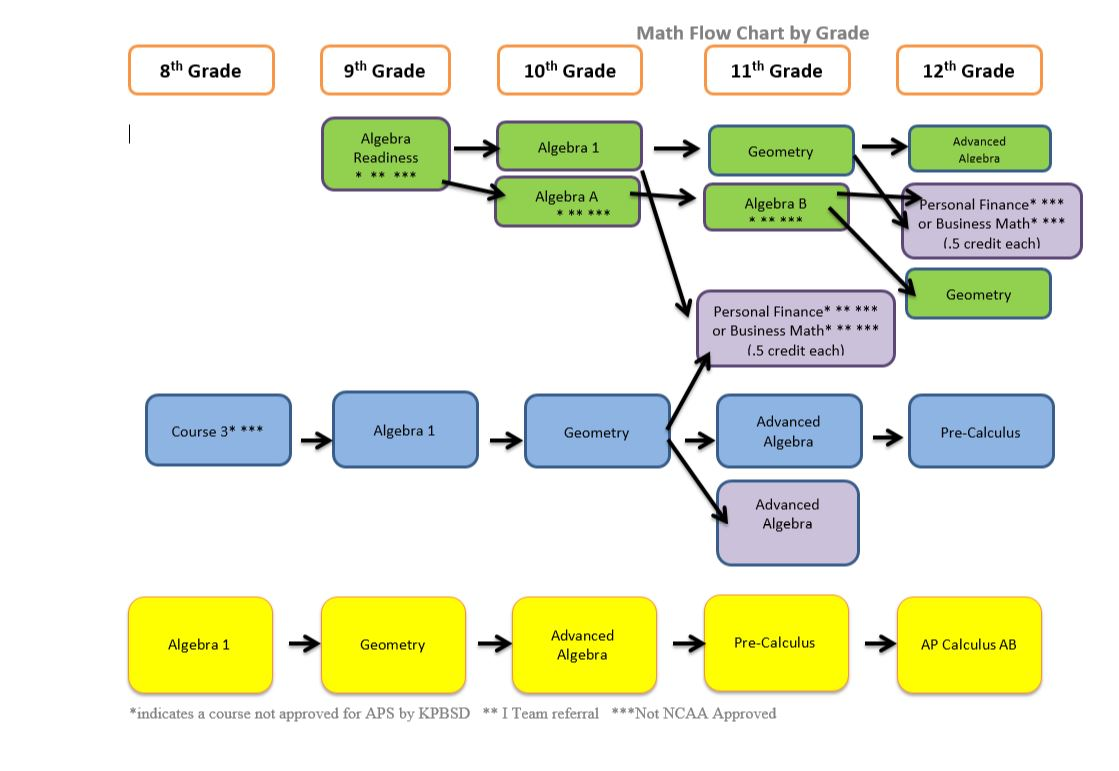 Math Flow Chart by Grade
8th Grade
9th Grade
10th Grade
11th Grade
12th Grade
Algebra
Readiness
* ** ***
Algebra 1
Geometry
Advanced
Algebra
Algebra A
* ** ***
Algebra B
* ** ***
Personal Finance* ***
or Business Math* ***
(.5 credit each)
Geometry
Personal Finance* ** ***
or Business Math* ** ***
(.5 credit each)
Course 3* ***
Algebra 1
Geometry
Advanced
Algebra
Pre-Calculus
Advanced
Algebra
Algebra 1
Geometry
Advanced
Algebra
Pre-Calculus
AP Calculus AB
*indicates a course not approved for APS by KPBSD ** I Team referral ***Not NCAA Approved